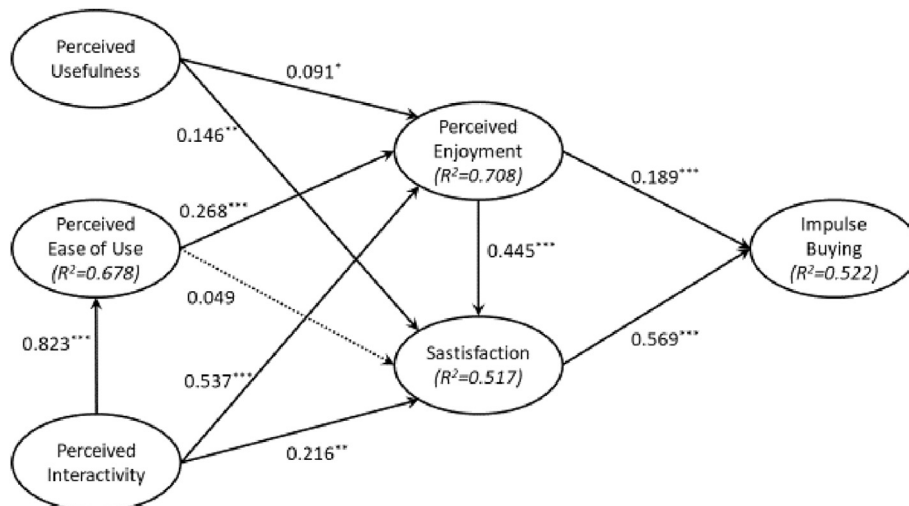 Perceived
Usefulness
0.091*
0.146**
Perceived
Enjoyment
(R²=0.708)
0.189***
Perceived
Ease of Use
(R²=0.678)
0.268***
0.445***
Impulse
Buying
(R²=0.522)
0.049
0.823***
0.537***
Sastisfaction
(R²=0.517)
0.569***
Perceived
Interactivity
0.216**